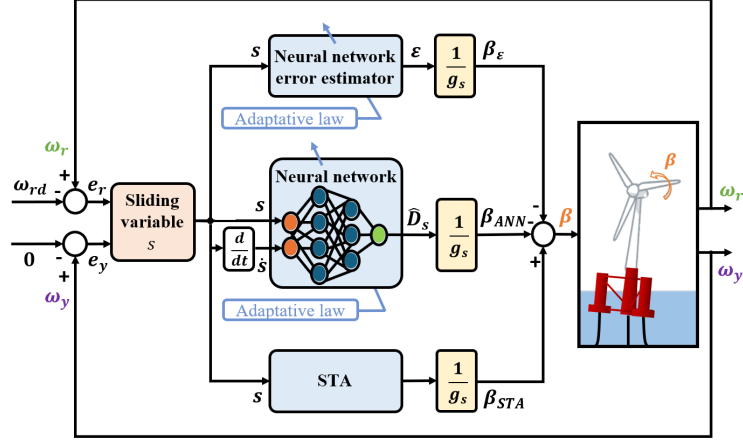 s
Neural network
error estimator
ε
1
g_s
β_ε
Adaptative law
ω_r
+
-
ω_rd
e_r
Sliding
variable
s
0
-
+
e_y
ω_y
Neural network
s
d
dt
ṡ
D̂_s
1
g_s
β_ANN
Adaptative law
-
-
+
β
β
ω_r
ω_y
s
STA
1
g_s
β_STA